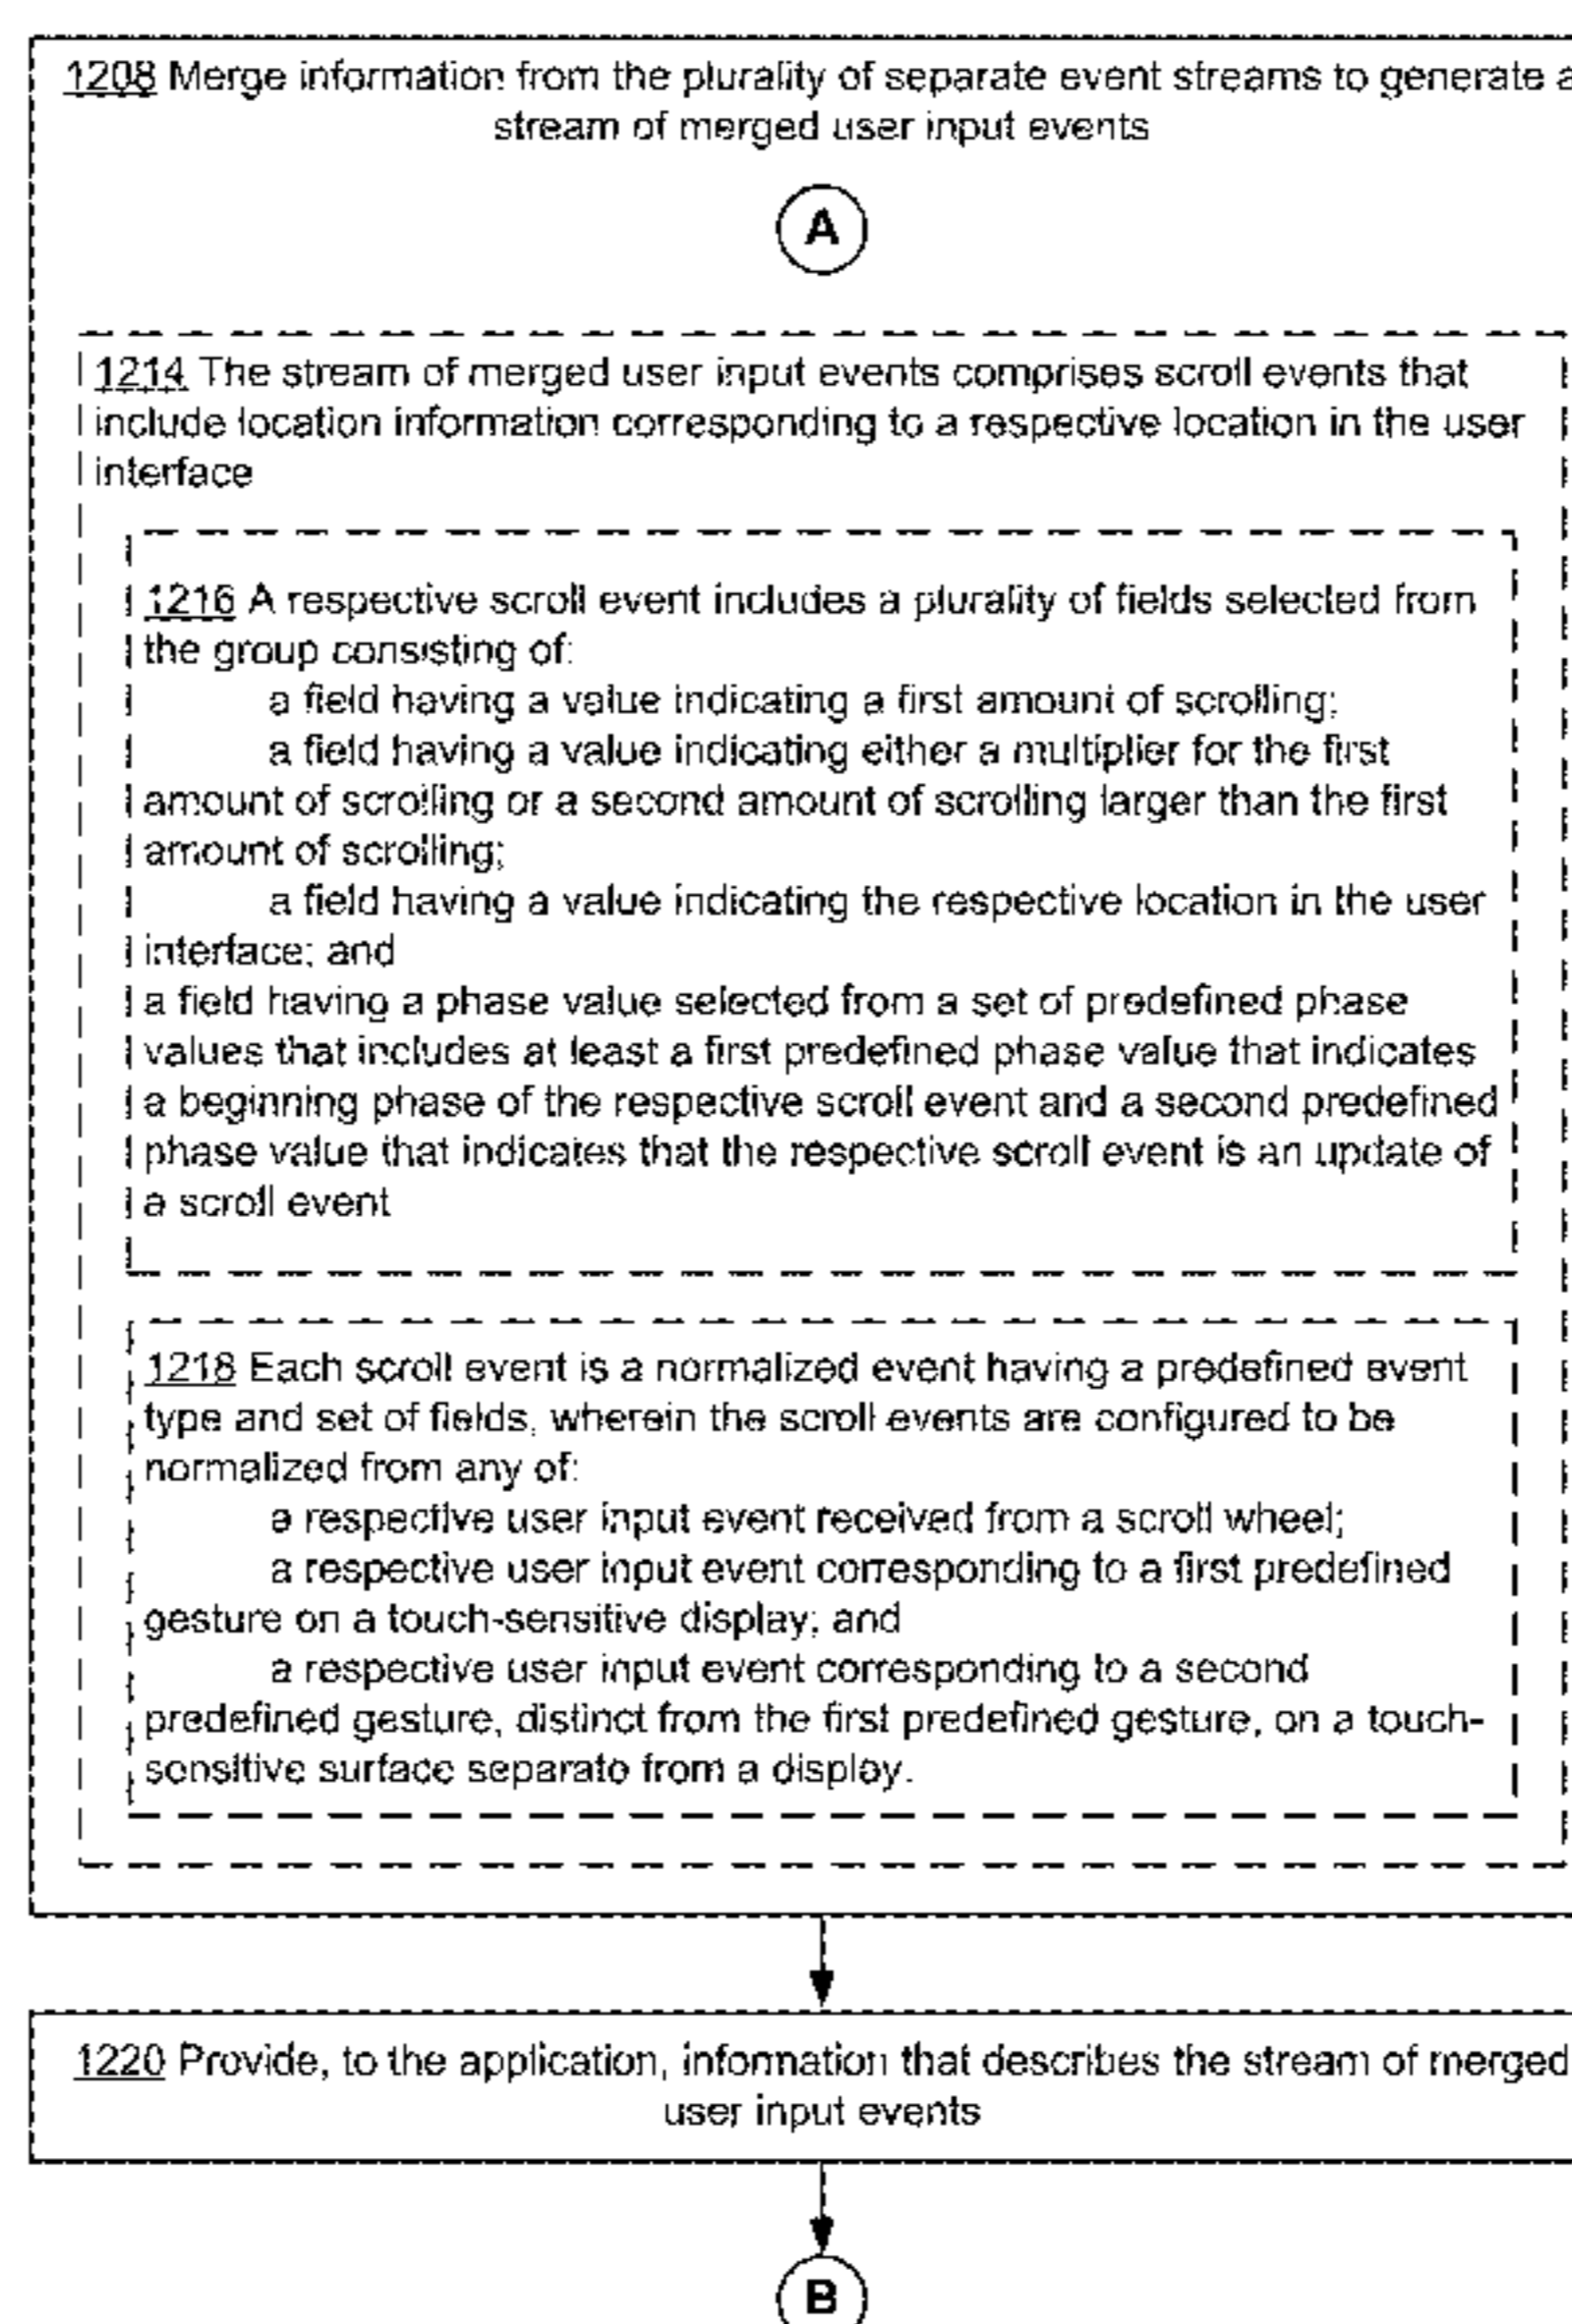 1208 Merge information from the plurality of separate event streams to generate a
stream of merged user input events
A
1214 The stream of merged user input events comprises scroll events that
include location information corresponding to a respective location in the user
interface
1216 A respective scroll event includes a plurality of fields selected from
the group consisting of:
a field having a value indicating a first amount of scrolling;
a field having a value indicating either a multiplier for the first
amount of scrolling or a second amount of scrolling larger than the first
amount of scrolling;
a field having a value indicating the respective location in the user
interface; and
a field having a phase value selected from a set of predefined phase
values that includes at least a first predefined phase value that indicates
a beginning phase of the respective scroll event and a second predefined
phase value that indicates that the respective scroll event is an update of
a scroll event
1218 Each scroll event is a normalized event having a predefined event
type and set of fields, wherein the scroll events are configured to be
normalized from any of:
a respective user input event received from a scroll wheel;
a respective user input event corresponding to a first predefined
gesture on a touch-sensitive display; and
a respective user input event corresponding to a second
predefined gesture, distinct from the first predefined gesture, on a touch-
sensitive surface separate from a display.
1220 Provide, to the application, information that describes the stream of merged
user input events
B